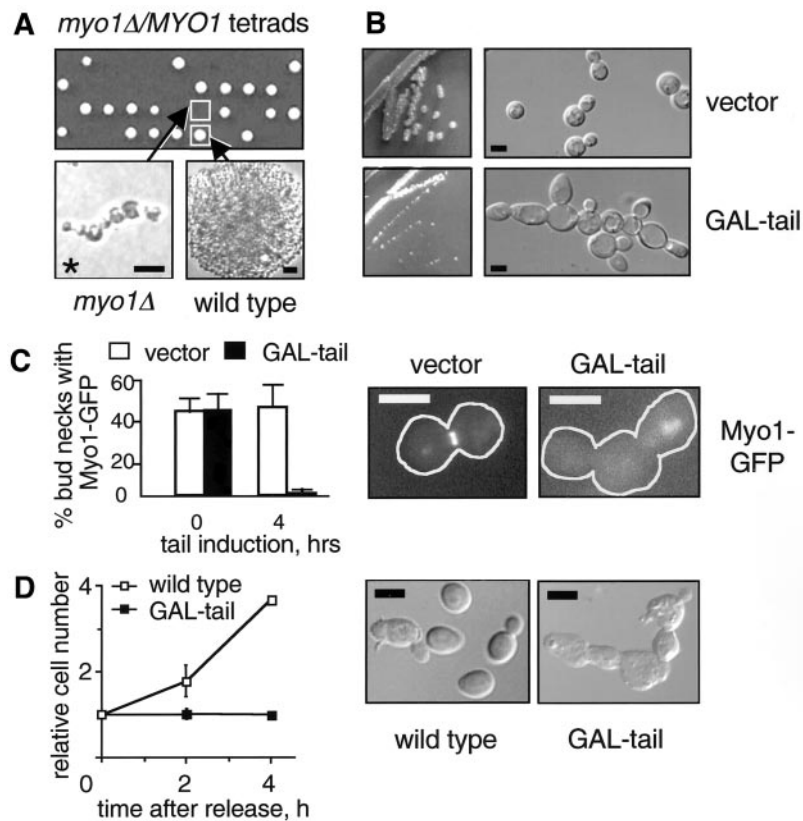 A
myo1Δ/MYO1 tetrads
*
myo1Δ
wild type
B
vector
GAL-tail
C
vector
GAL-tail
% bud necks with
Myo1-GFP
60
40
20
0
0
4
tail induction, hrs
vector
GAL-tail
Myo1-
GFP
D
wild type
GAL-tail
relative cell number
4
2
0
2
4
time after release, h
wild type
GAL-tail